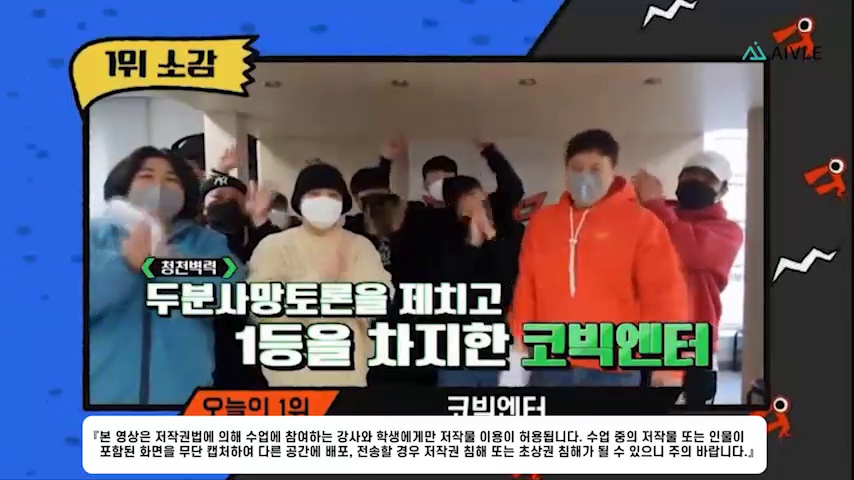 AIVLE
1위 소감
청천벽력
두분사망토론을 제치고
1등을 차지한 코빅엔터
오늘의 1위 코빅엔터
『본 영상은 저작권법에 의해 수업에 참여하는 강사와 학생에게만 저작물 이용이 허용됩니다. 수업 중의 저작물 또는 인물이
포함된 화면을 무단 캡처하여 다른 공간에 배포, 전송할 경우 저작권 침해 또는 초상권 침해가 될 수 있으니 주의 바랍니다.』